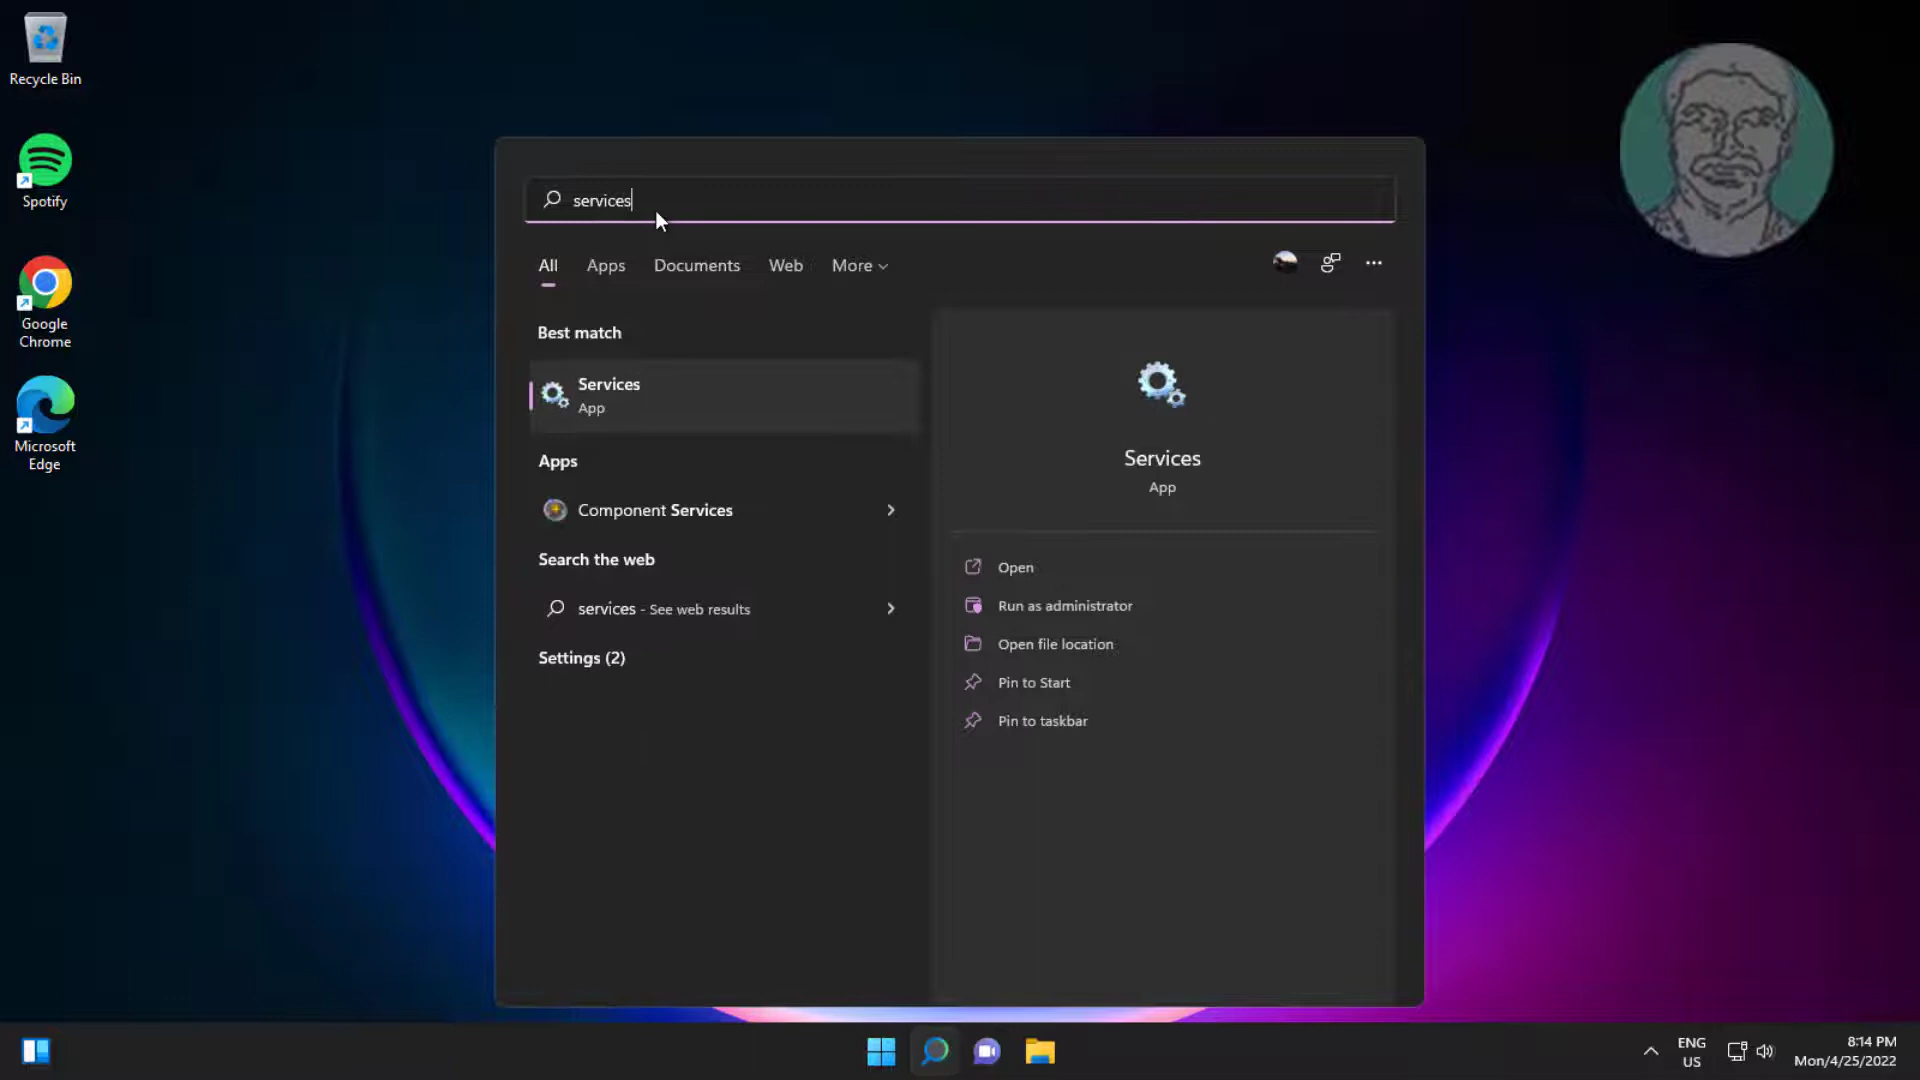 Recycle Bin
Spotify
Google
Chrome
Microsoft
Edge
services
All
Apps
Documents
Web
More
Best match
Services
App
Apps
Component Services
Search the web
services - See web results
Settings (2)
Services
App
Open
Run as administrator
Open file location
Pin to Start
Pin to taskbar
ENG
US
8:14 PM
Mon/4/25/2022